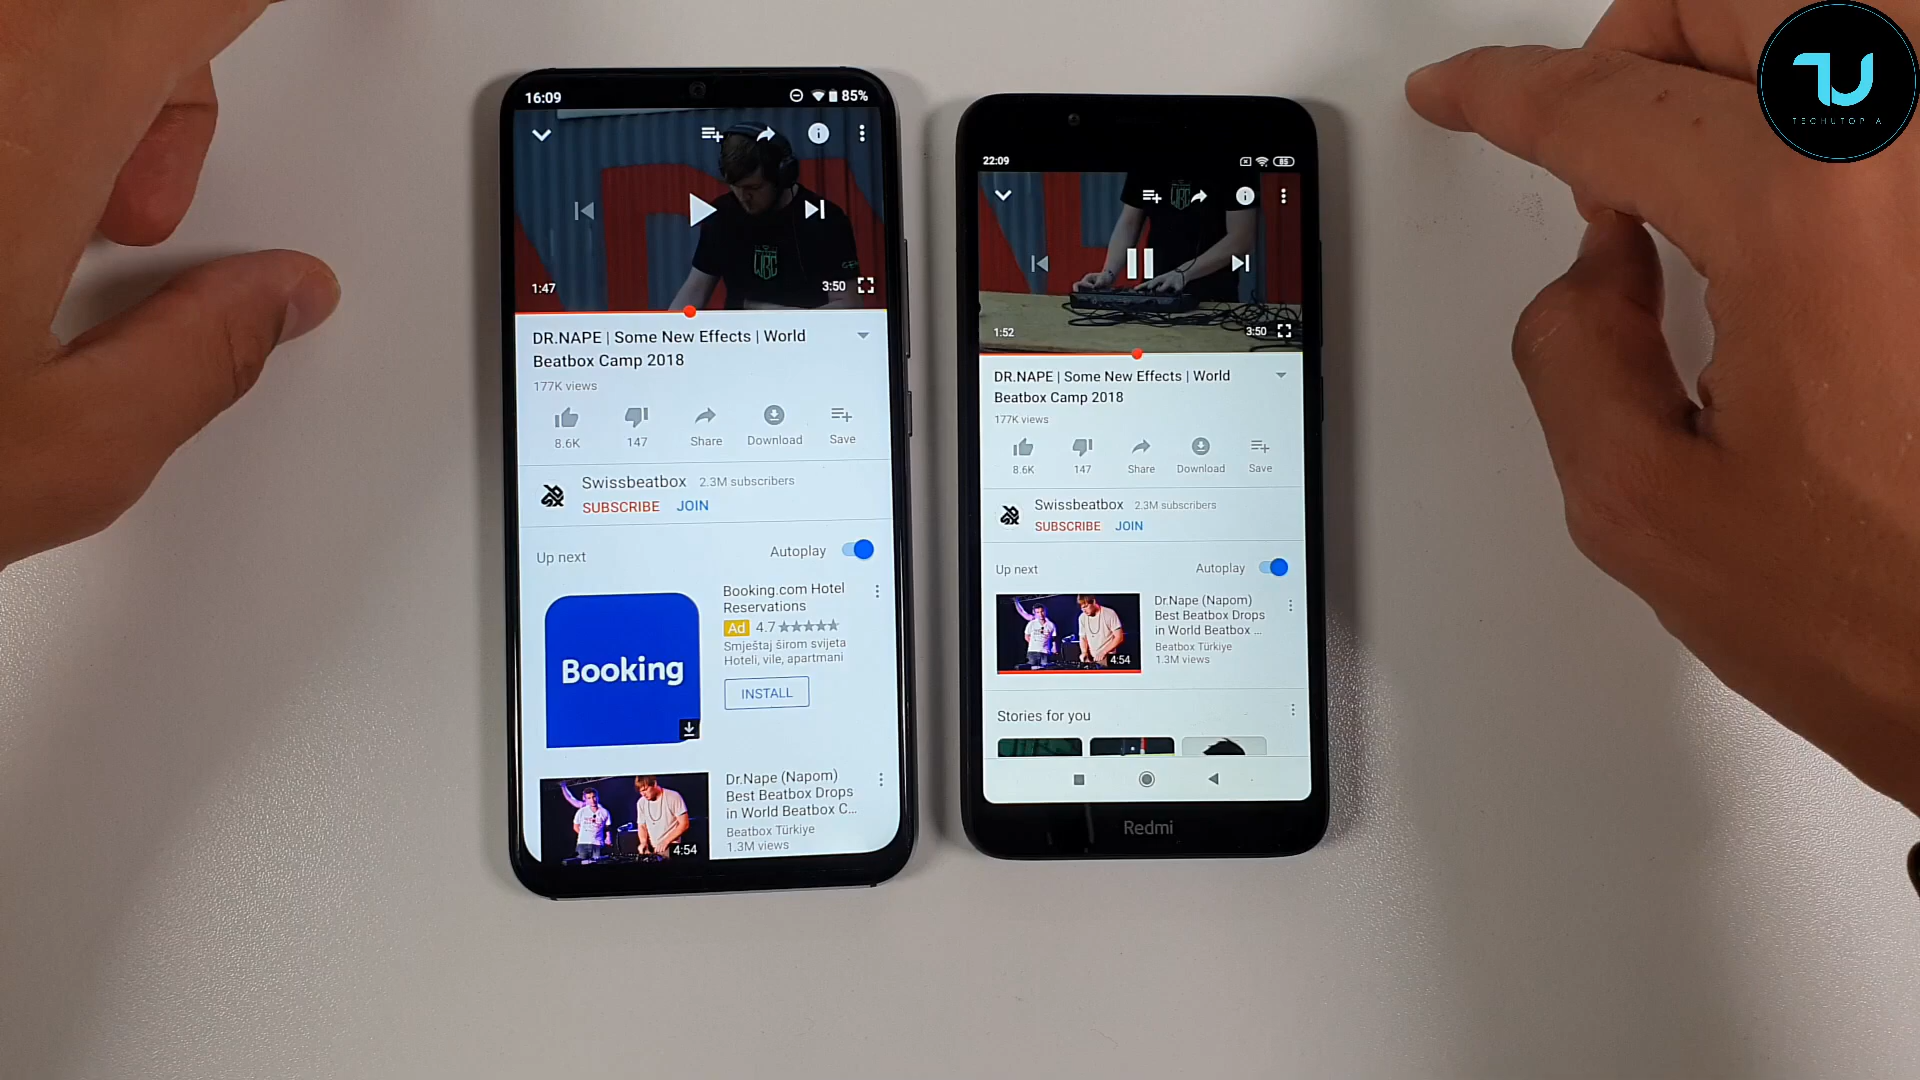 TU
TECHUTOPIA
16:09
85%
1:47
3:50
DR.NAPE | Some New Effects | World
Beatbox Camp 2018
177K views
8.6K
147
Share
Download
Save
Swissbeatbox 2.3M subscribers
SUBSCRIBE JOIN
Up next
Autoplay
Booking
Booking.com Hotel
Reservations
Ad 4.7
Smještaj širom svijeta
Hoteli, vile, apartmani
INSTALL
4:54
Dr.Nape (Napom)
Best Beatbox Drops
in World Beatbox C...
Beatbox Türkiye
1.3M views
22:09
85
1:52
3:50
DR.NAPE | Some New Effects | World
Beatbox Camp 2018
177K views
8.6K
147
Share
Download
Save
Swissbeatbox 2.3M subscribers
SUBSCRIBE JOIN
Up next
Autoplay
4:54
Dr.Nape (Napom)
Best Beatbox Drops
in World Beatbox ...
Beatbox Türkiye
1.3M views
Stories for you
Redmi